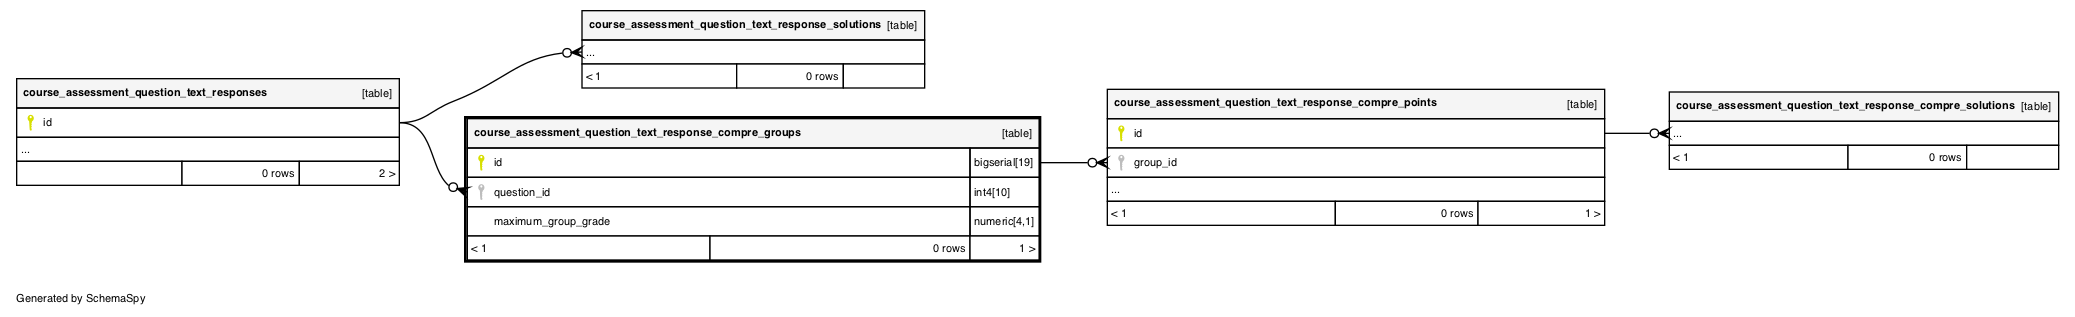 course_assessment_question_text_response_solutions [table]
...
< 1 0 rows
course_assessment_question_text_responses [table]
id
...
0 rows 2 >
course_assessment_question_text_response_compre_groups [table]
id bigserial[19]
question_id int4[10]
maximum_group_grade numeric[4,1]
< 1 0 rows 1 >
course_assessment_question_text_response_compre_points [table]
id
group_id
...
< 1 0 rows 1 >
course_assessment_question_text_response_compre_solutions [table]
...
< 1 0 rows
Generated by SchemaSpy